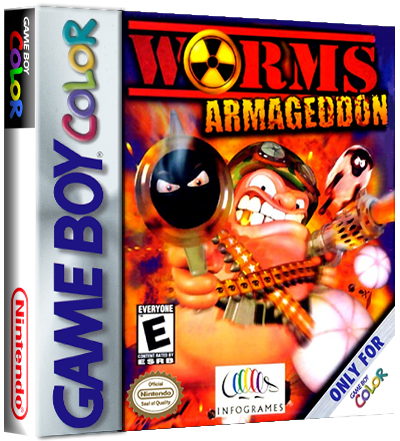 GAME BOY
COLOR
Nintendo
GAME BOY COLOR
WORMS
ARMAGEDDON
EVERYONE
E
CONTENT RATED BY
ESRB
Official
Nintendo
Seal of Quality
INFOGRAMES
ONLY FOR
GAME BOY
COLOR